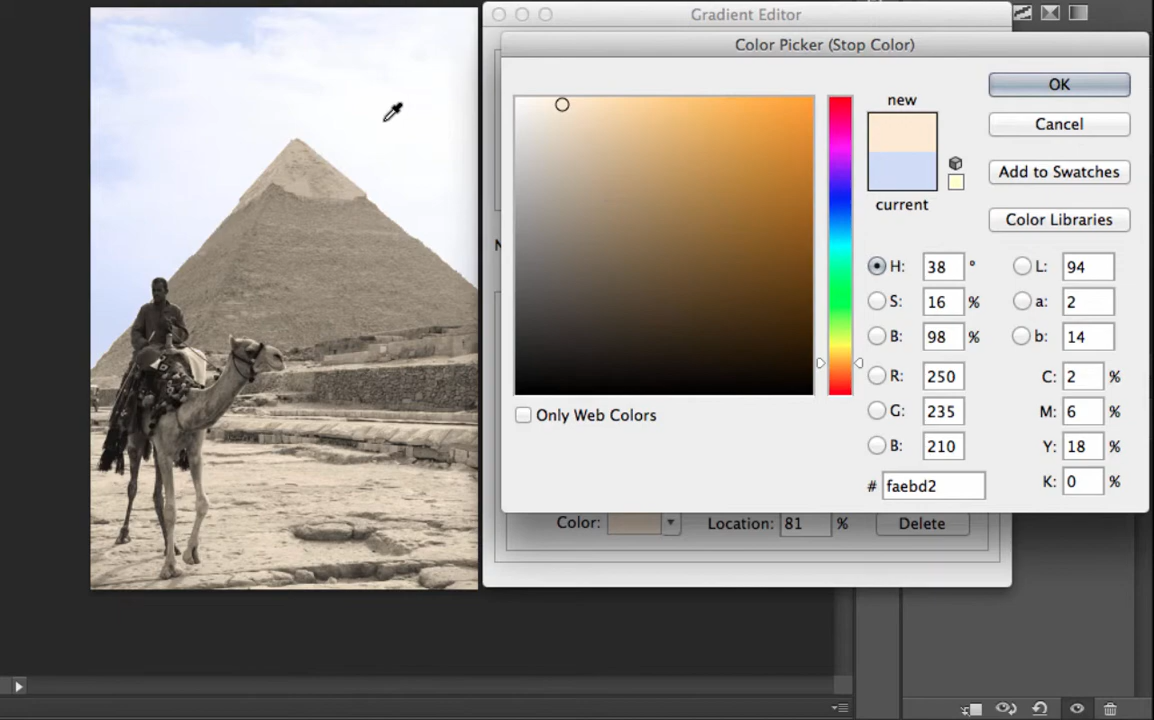 Gradient Editor
Color Picker (Stop Color)
new
OK
Cancel
Add to Swatches
current
Color Libraries
H: 38 °
L: 94
S: 16 %
a: 2
B: 98 %
b: 14
R: 250
C: 2 %
Only Web Colors
G: 235
M: 6 %
B: 210
Y: 18 %
# faebd2
K: 0 %
Color:
Location: 81 %
Delete